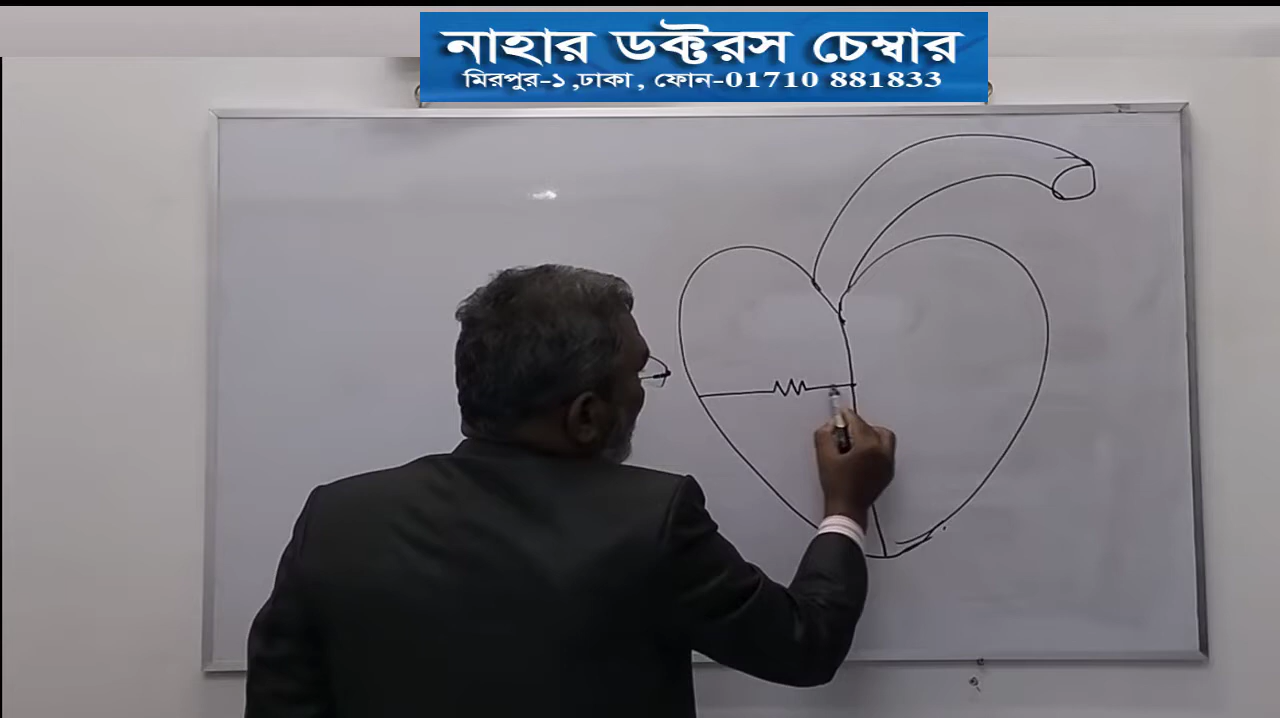 নাহার ডক্টরস চেম্বার
মিরপুর-১ ,ঢাকা , ফোন-01710 881833